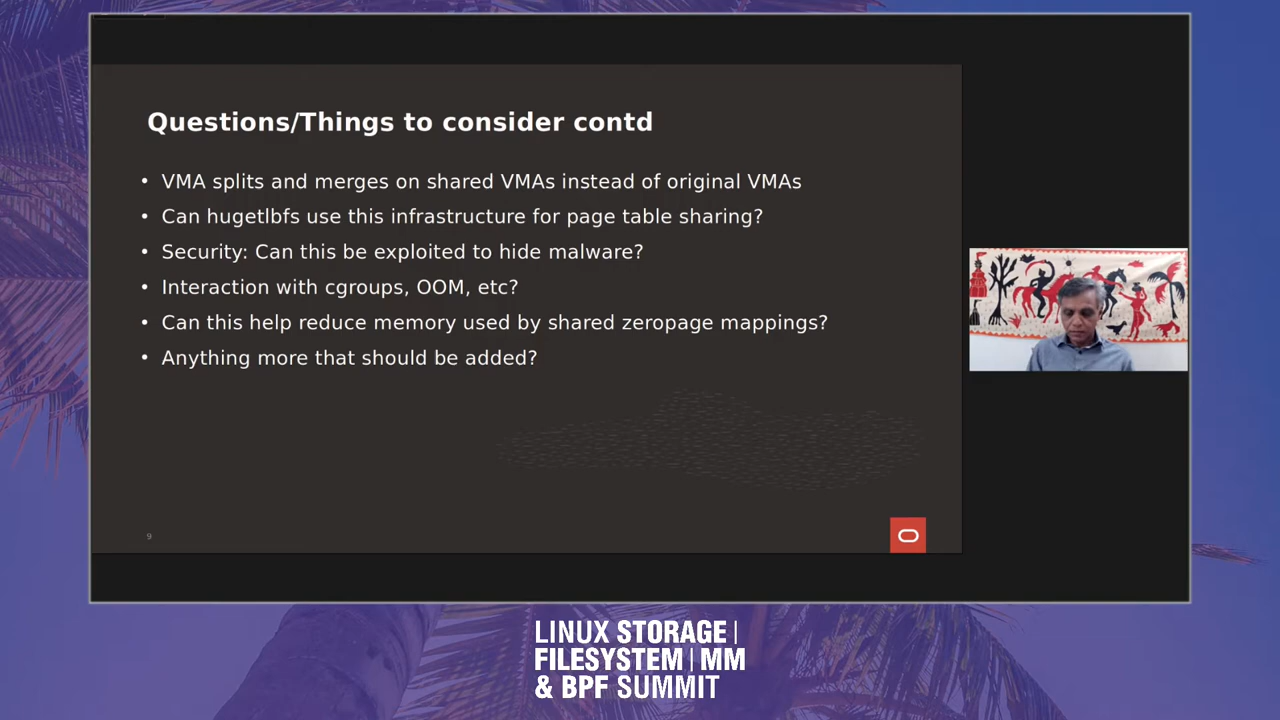 Questions/Things to consider contd
• VMA splits and merges on shared VMAs instead of original VMAs
• Can hugetlbfs use this infrastructure for page table sharing?
• Security: Can this be exploited to hide malware?
• Interaction with cgroups, OOM, etc?
• Can this help reduce memory used by shared zeropage mappings?
• Anything more that should be added?
9
LINUX STORAGE |
FILESYSTEM | MM
& BPF SUMMIT